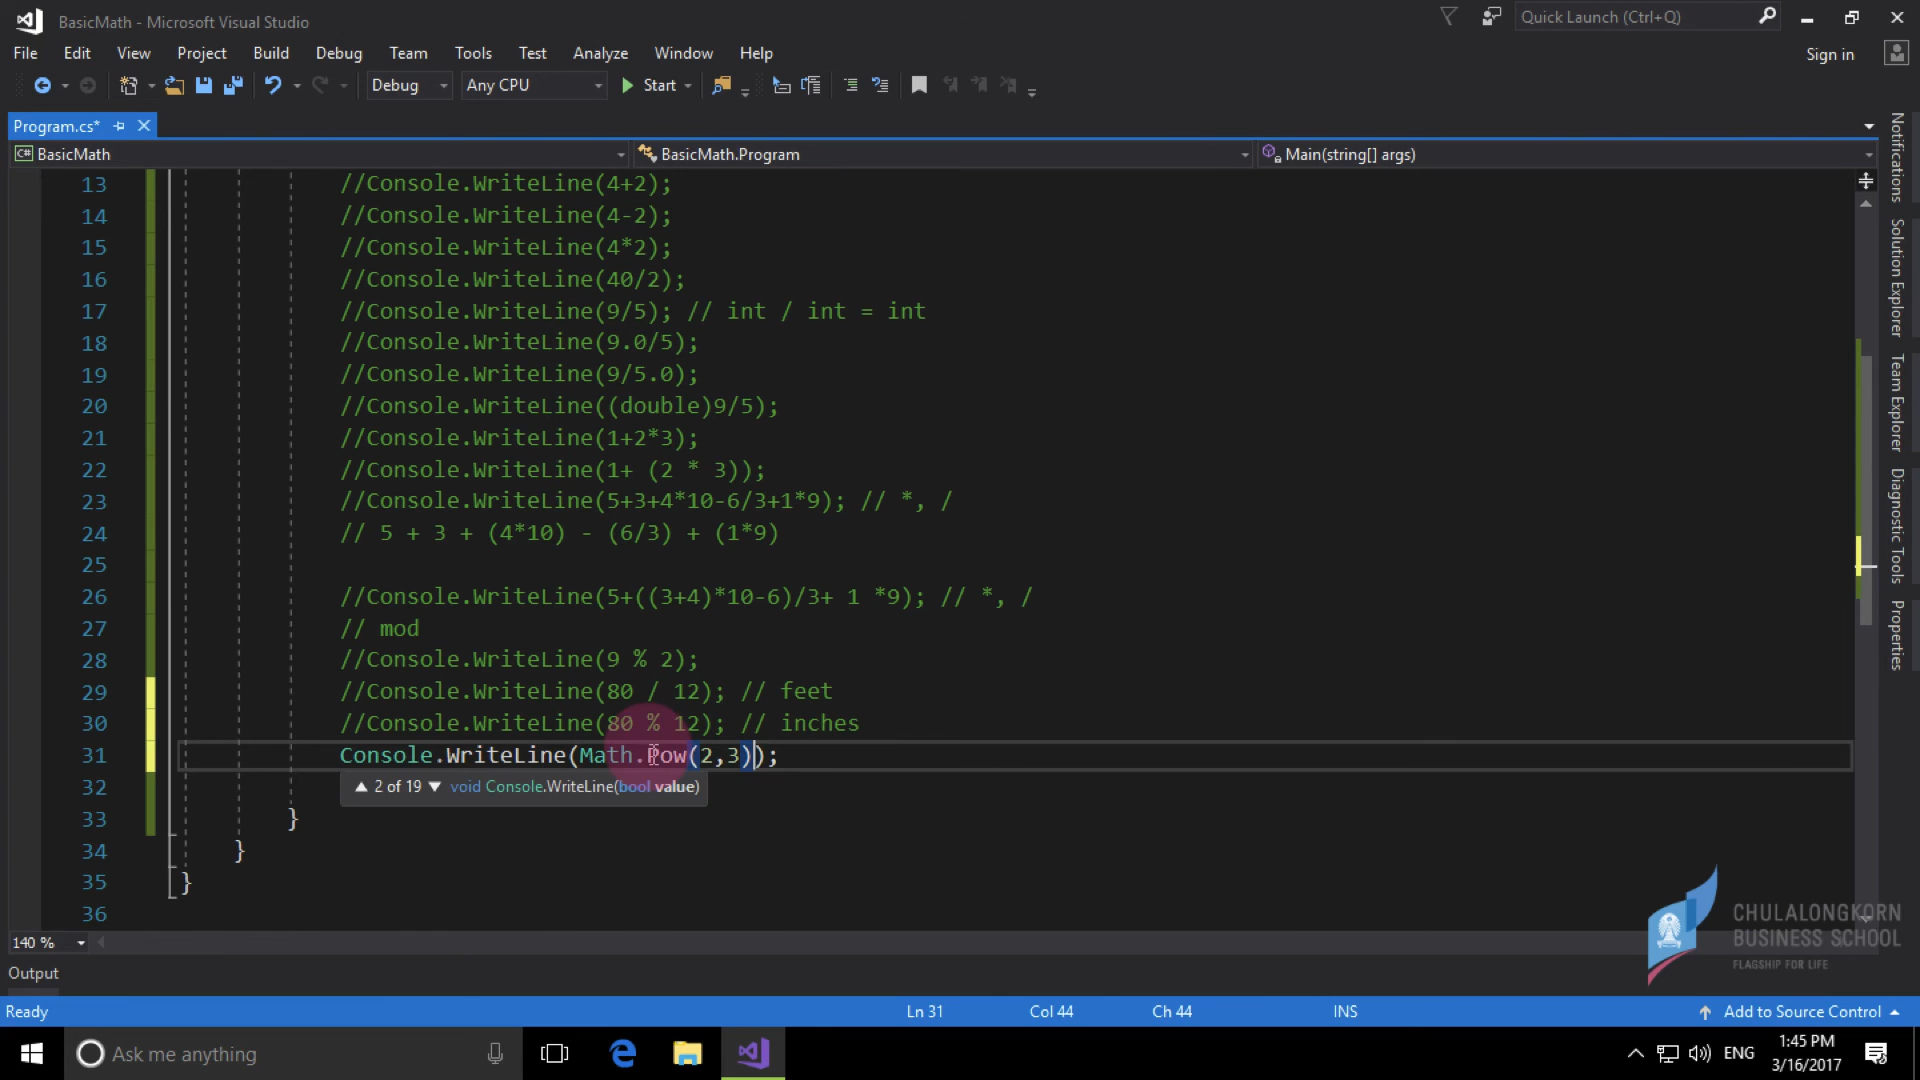 BasicMath - Microsoft Visual Studio
Quick Launch (Ctrl+Q)
File Edit View Project Build Debug Team Tools Test Analyze Window Help
Sign in
Debug Any CPU Start
Program.cs*
BasicMath BasicMath.Program Main(string[] args)
13 //Console.WriteLine(4+2);
14 //Console.WriteLine(4-2);
15 //Console.WriteLine(4*2);
16 //Console.WriteLine(40/2);
17 //Console.WriteLine(9/5); // int / int = int
18 //Console.WriteLine(9.0/5);
19 //Console.WriteLine(9/5.0);
20 //Console.WriteLine((double)9/5);
21 //Console.WriteLine(1+2*3);
22 //Console.WriteLine(1+ (2 * 3));
23 //Console.WriteLine(5+3+4*10-6/3+1*9); // *, /
24 // 5 + 3 + (4*10) - (6/3) + (1*9)
25
26 //Console.WriteLine(5+((3+4)*10-6)/3+ 1 *9); // *, /
27 // mod
28 //Console.WriteLine(9 % 2);
29 //Console.WriteLine(80 / 12); // feet
30 //Console.WriteLine(80 % 12); // inches
31 Console.WriteLine(Math.Pow(2,3));
32 ▲ 2 of 19 ▼ void Console.WriteLine(bool value)
33 }
34 }
35 }
36
Notifications
Solution Explorer
Team Explorer
Diagnostic Tools
Properties
CHULALONGKORN
BUSINESS SCHOOL
FLAGSHIP FOR LIFE
140 %
Output
Ready Ln 31 Col 44 Ch 44 INS Add to Source Control
Ask me anything
ENG
1:45 PM
3/16/2017